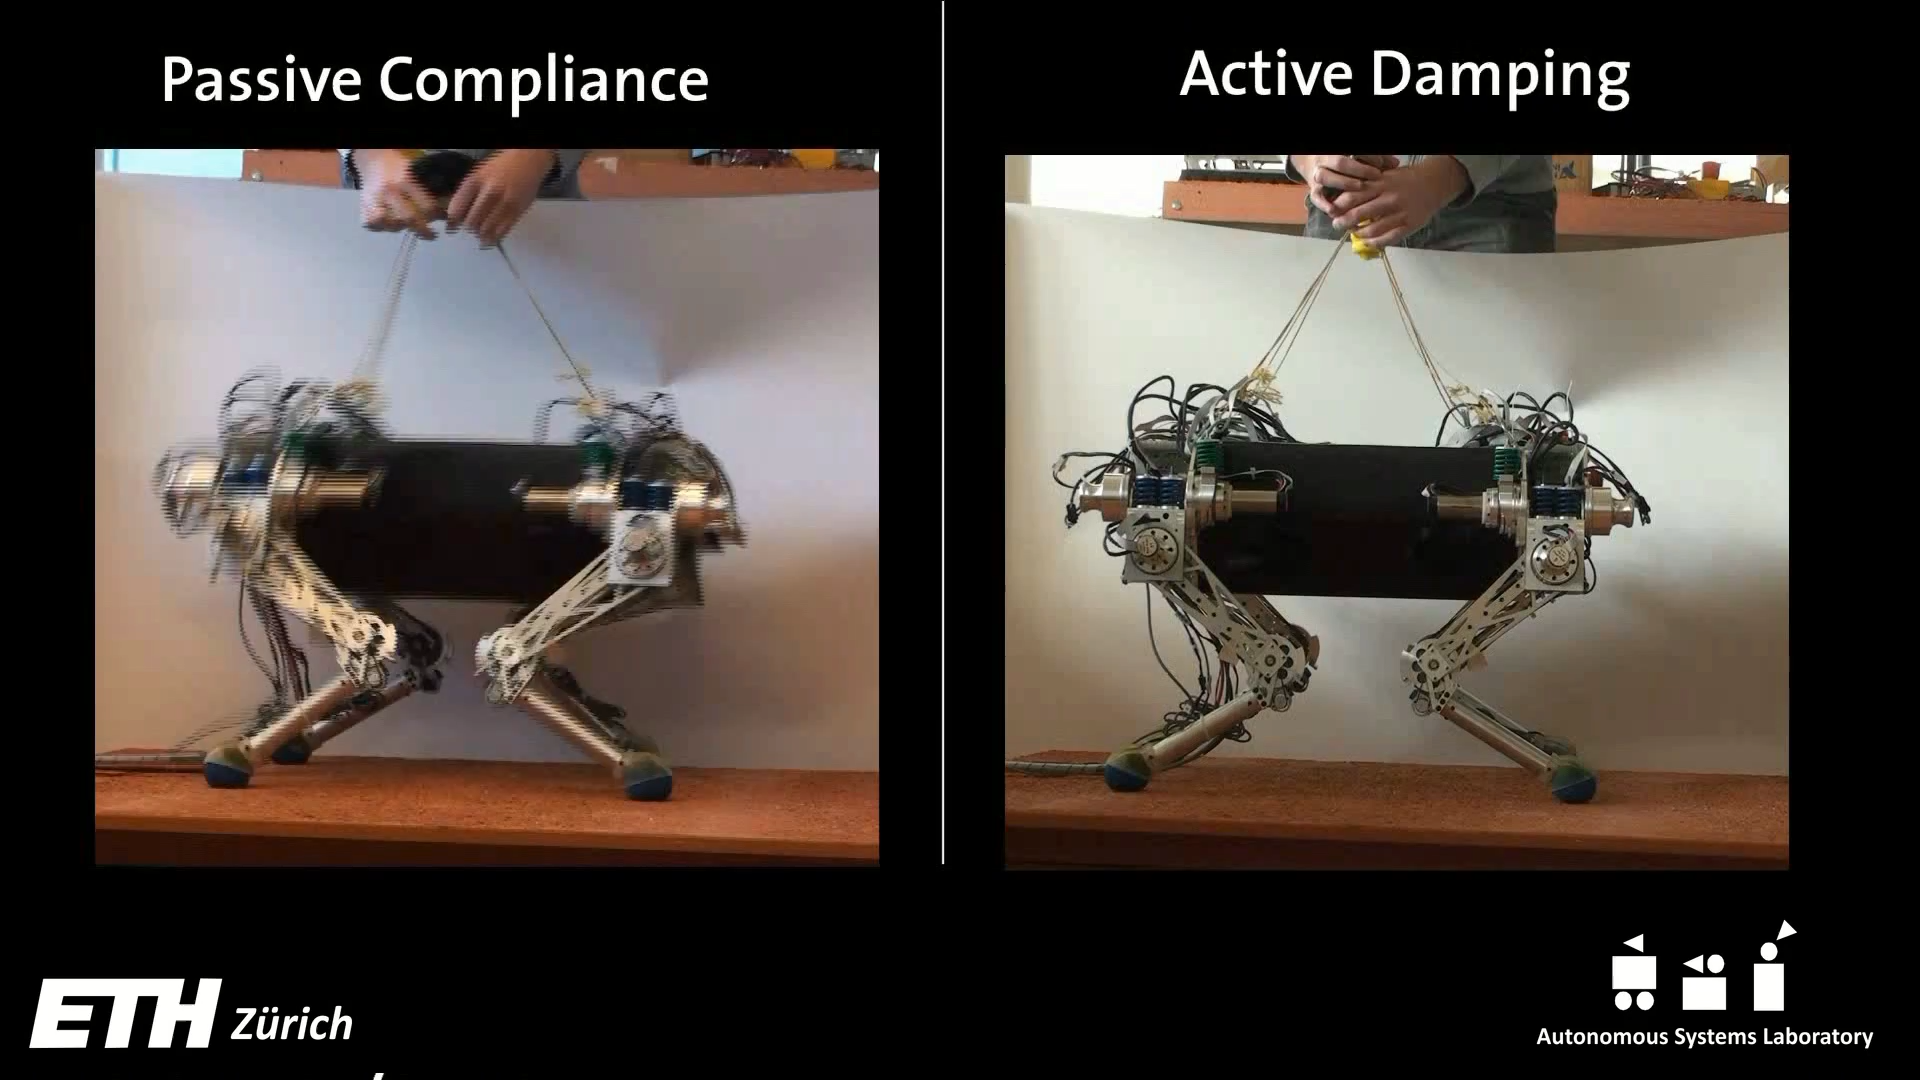 Passive Compliance
Active Damping
ETH Zürich
Autonomous Systems Laboratory